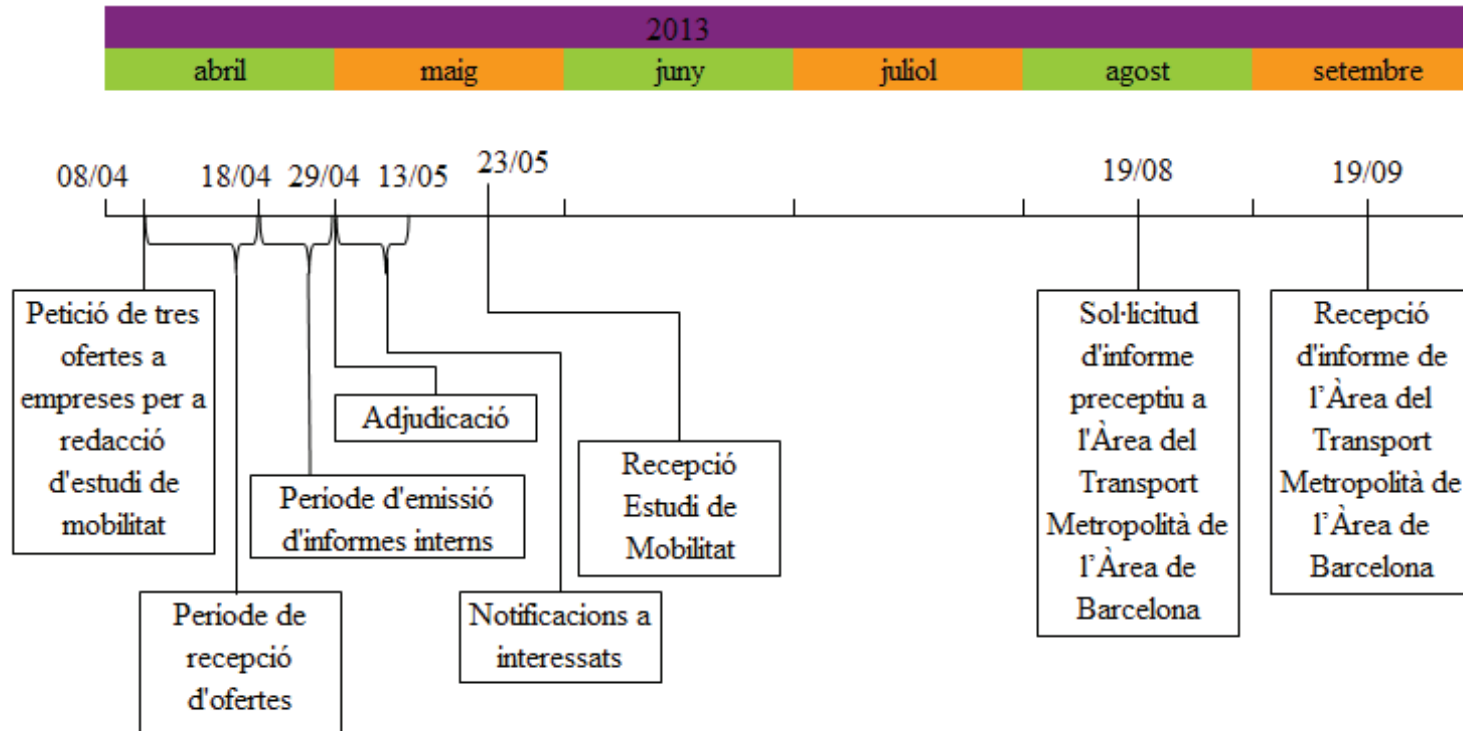 2013
abril
maig
juny
juliol
agost
setembre
08/04
18/04
29/04
13/05
23/05
19/08
19/09
Petició de tres
ofertes a
empreses per a
redacció
d'estudi de
mobilitat
Període de
recepció
d'ofertes
Període d'emissió
d'informes interns
Adjudicació
Notificacions a
interessats
Recepció
Estudi de
Mobilitat
Sol·licitud
d'informe
preceptiu a
l'Àrea del
Transport
Metropolità de
l’Àrea de
Barcelona
Recepció
d'informe de
l’Àrea del
Transport
Metropolità de
l’Àrea de
Barcelona